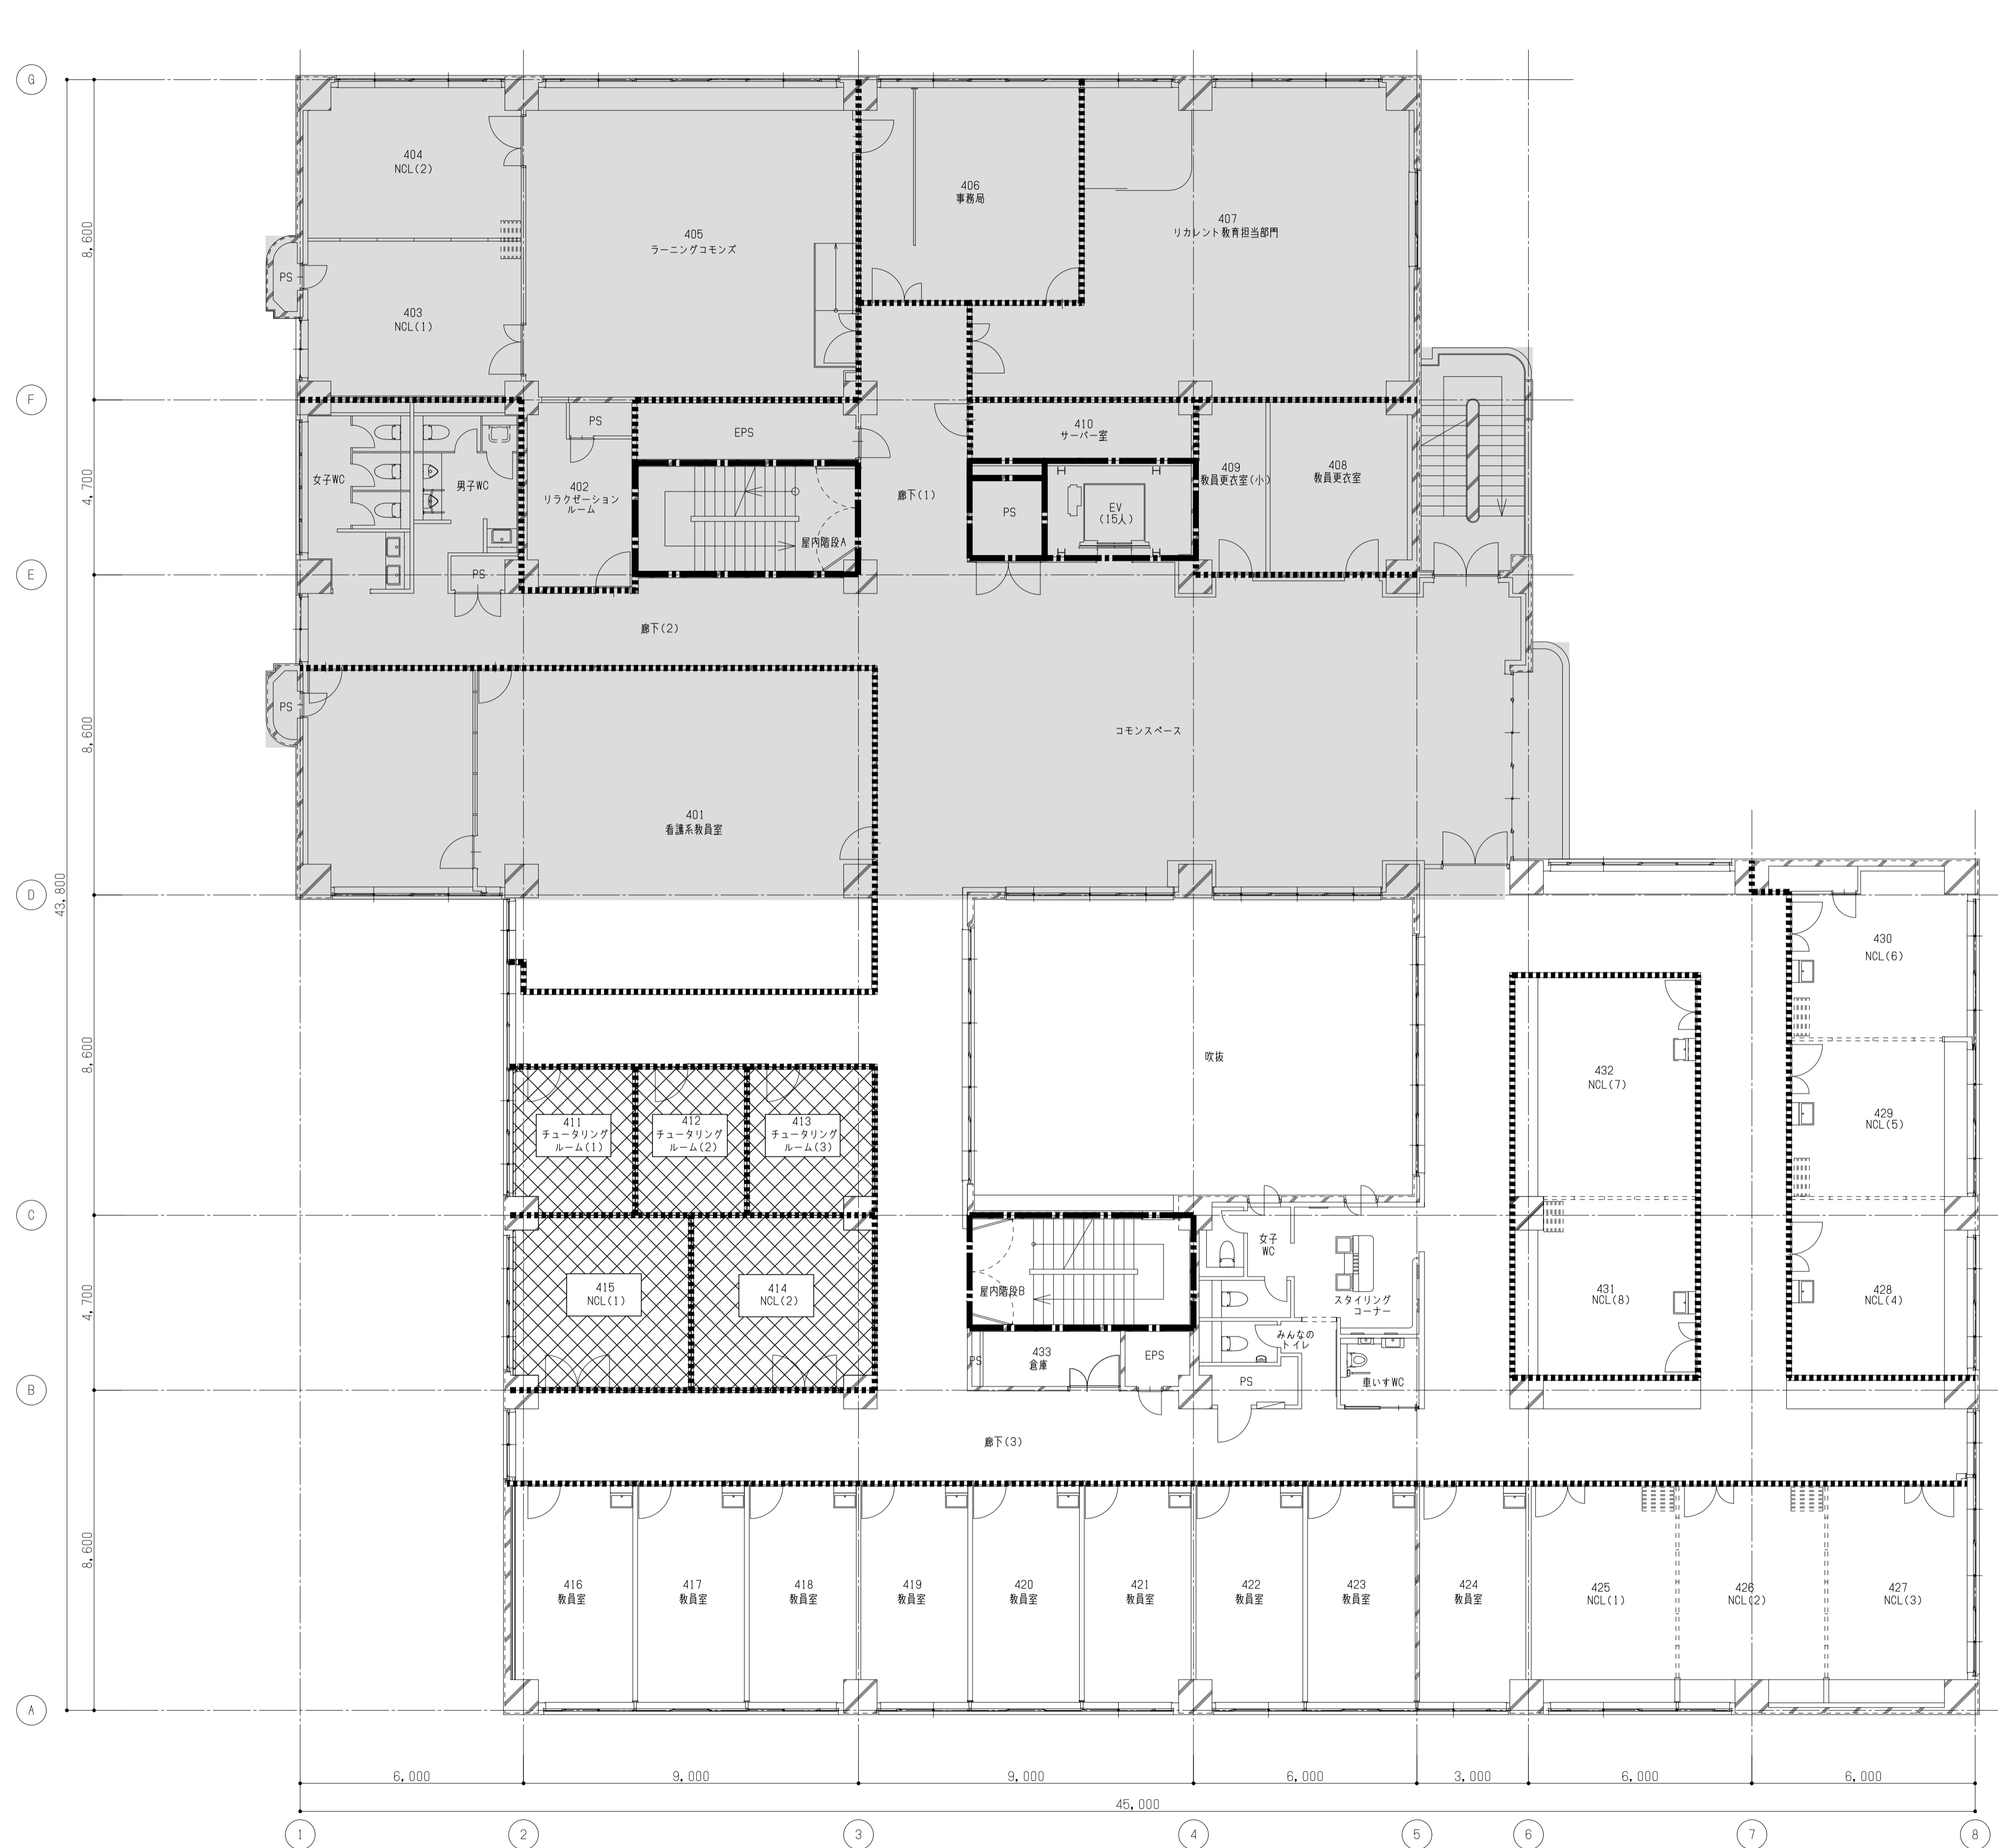 G
404
NCL(2)
405
ラーニングコモンズ
406
事務局
407
リカレント教育担当部門
8,600
PS
403
NCL(1)
F
PS
EPS
410
サーバー室
女子WC
男子WC
402
リラクゼーション
ルーム
屋内階段A
廊下(1)
PS
EV
(15人)
409
教員更衣室(小)
408
教員更衣室
4,700
PS
E
廊下(2)
PS
8,600
コモンスペース
401
看護系教員室
D
43,800
430
NCL(6)
8,600
吹抜
432
NCL(7)
429
NCL(5)
411
チュータリング
ルーム(1)
412
チュータリング
ルーム(2)
413
チュータリング
ルーム(3)
C
女子
WC
4,700
415
NCL(1)
414
NCL(2)
屋内階段B
スタイリング
コーナー
431
NCL(8)
428
NCL(4)
みんなの
トイレ
PS
433
倉庫
EPS
PS
車いすWC
B
廊下(3)
8,600
416
教員室
417
教員室
418
教員室
419
教員室
420
教員室
421
教員室
422
教員室
423
教員室
424
教員室
425
NCL(1)
426
NCL(2)
427
NCL(3)
A
6,000
9,000
9,000
6,000
3,000
6,000
6,000
45,000
1
2
3
4
5
6
7
8